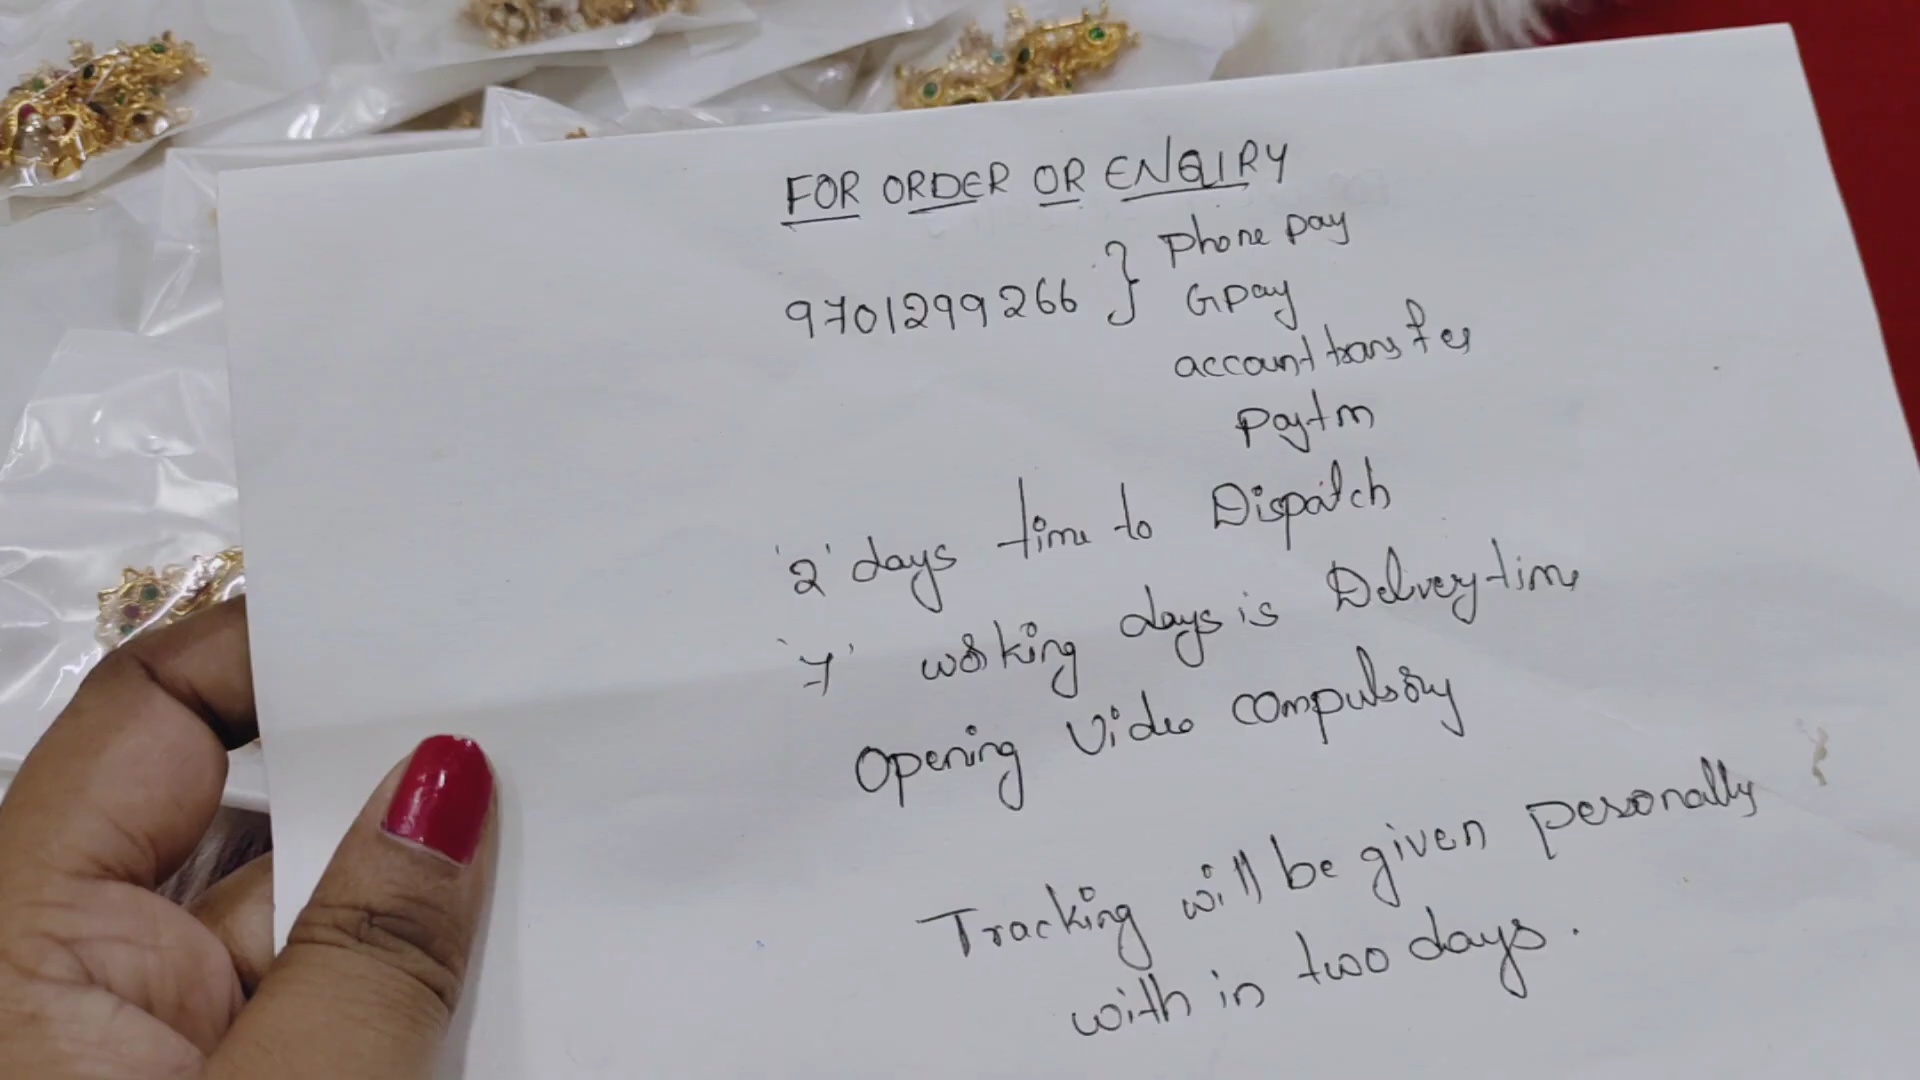 FOR ORDER OR ENQIRY
9701299266 } Phone pay
GPay
account transfer
Paytm
'2' days time to Dispatch
'7' working days is Delivery time
Opening Video compulsory
Tracking will be given personally
with in two days.